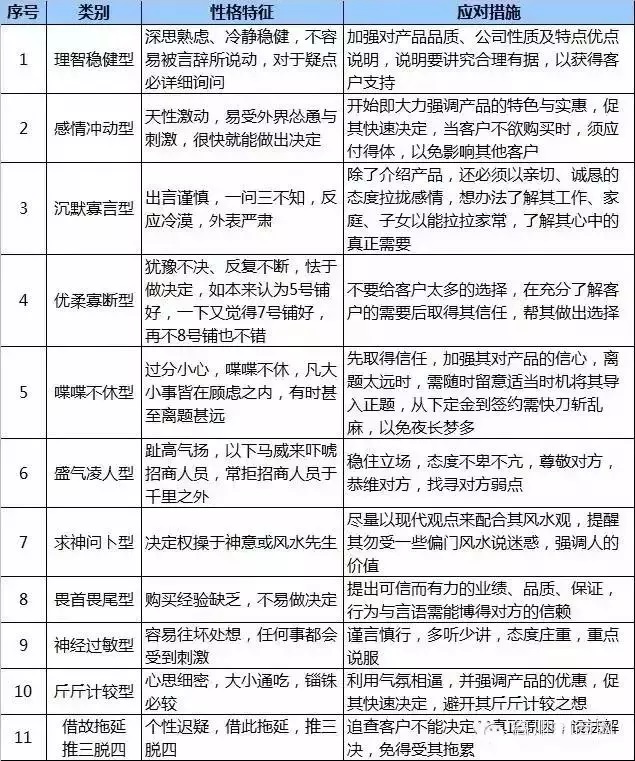 序号 类别 性格特征 应对措施
1 理智稳健型
深思熟虑、冷静稳健，不容
易被言辞所说动，对于疑点
必详细询问
加强对产品品质、公司性质及特点优点
说明，说明要讲究合理有据，以获得客
户支持
2 感情冲动型
天性激动，易受外界怂恿与
刺激，很快就能做出决定
开始即大力强调产品的特色与实惠，促
其快速决定，当客户不欲购买时，须应
付得体，以免影响其他客户
3 沉默寡言型
出言谨慎，一问三不知，反
应冷漠，外表严肃
除了介绍产品，还必须以亲切、诚恳的
态度拉拢感情，想办法了解其工作、家
庭、子女以能拉拉家常，了解其心中的
真正需要
4 优柔寡断型
犹豫不决、反复不断，怯于
做决定，如本来认为5号铺
好，一下又觉得7号铺好，
再不8号铺也不错
不要给客户太多的选择，在充分了解客
户的需要后取得其信任，帮其做出选择
5 喋喋不休型
过分小心，喋喋不休，凡大
小事皆在顾虑之内，有时甚
至离题甚远
先取得信任，加强其对产品的信心，离
题太远时，需随时留意适当时机将其导
入正题，从下定金到签约需快刀斩乱
麻，以免夜长梦多
6 盛气凌人型
趾高气扬，以下马威来吓唬
招商人员，常拒招商人员于
千里之外
稳住立场，态度不卑不亢，尊敬对方，
恭维对方，找寻对方弱点
7 求神问卜型
决定权操于神意或风水先生
尽量以现代观点来配合其风水观，提醒
其勿受一些偏门风水说迷惑，强调人的
价值
8 畏首畏尾型
购买经验缺乏，不易做决定
提出可信而有力的业绩、品质、保证，
行为与言语需能博得对方的信赖
9 神经过敏型
容易往坏处想，任何事都会
受到刺激
谨言慎行，多听少讲，态度庄重，重点
说服
10 斤斤计较型
心思细密，大小通吃，锱铢
必较
利用气氛相逼，并强调产品的优惠，促
其快速决定，避开其斤斤计较之想
11
借故拖延
推三脱四
个性迟疑，借此拖延，推三
脱四
追查客户不能决定
决，免得受其拖累